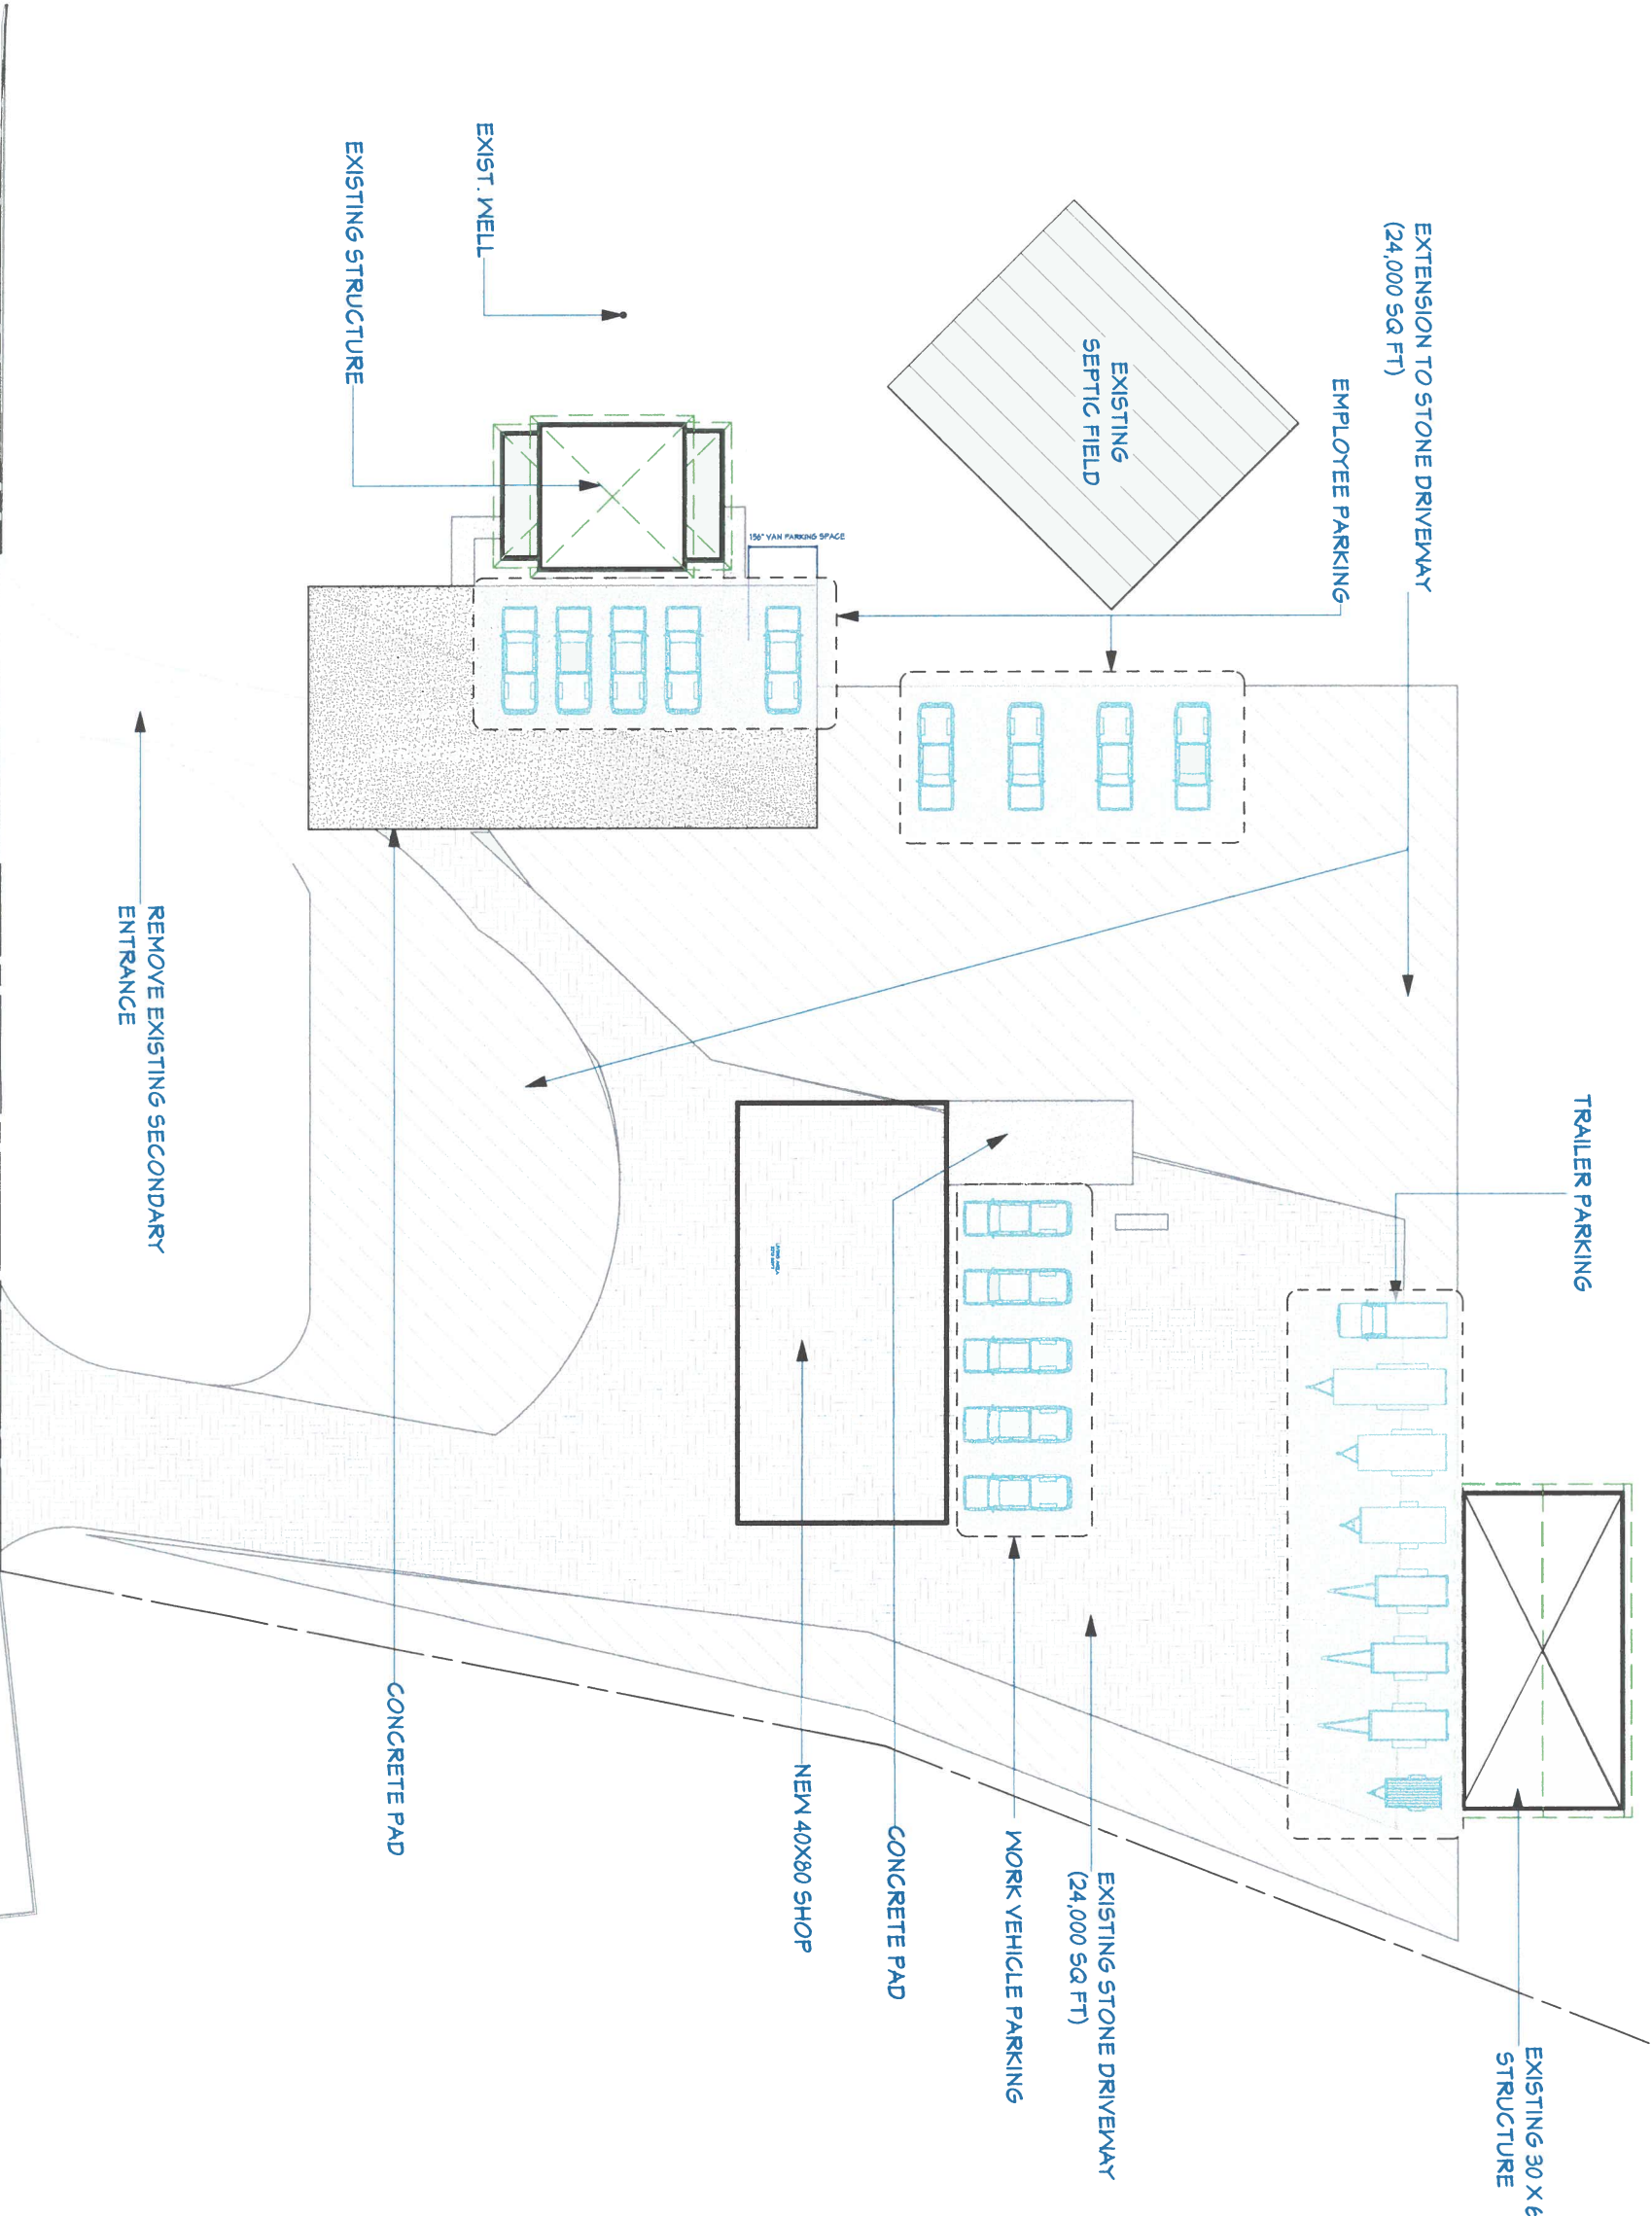 EXTENSION TO STONE DRIVEWAY
(24,000 SQ FT)
EMPLOYEE PARKING
EXISTING
SEPTIC FIELD
EXIST. WELL
EXISTING STRUCTURE
156" VAN PARKING SPACE
TRAILER PARKING
REMOVE EXISTING SECONDARY
ENTRANCE
LIVING AREA
EXISTING 30 X 6
STRUCTURE
EXISTING STONE DRIVEWAY
(24,000 SQ FT)
WORK VEHICLE PARKING
CONCRETE PAD
NEW 40X80 SHOP
CONCRETE PAD